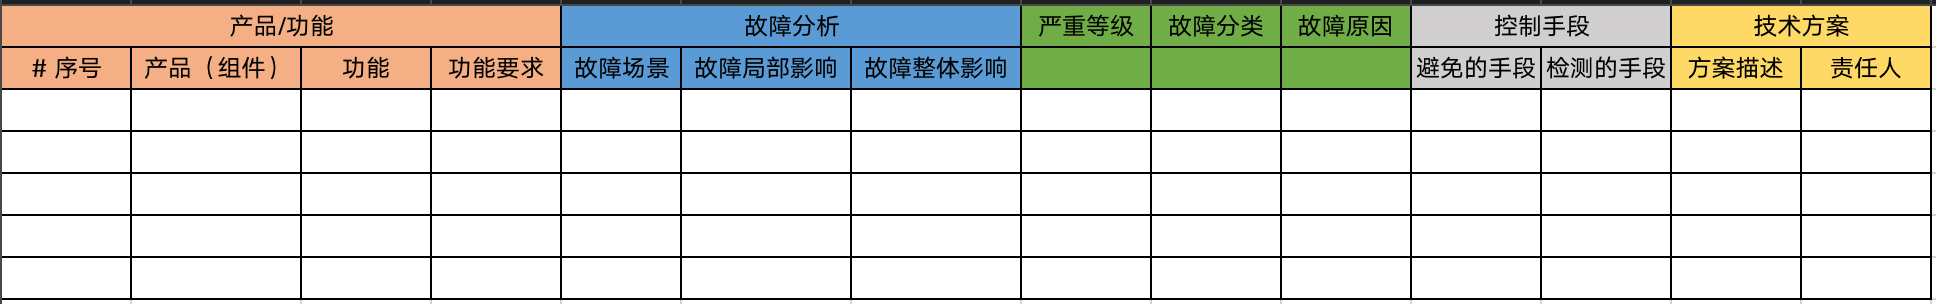 产品/功能 故障分析 严重等级 故障分类 故障原因 控制手段 技术方案
# 序号 产品（组件） 功能 功能要求 故障场景 故障局部影响 故障整体影响 避免的手段 检测的手段 方案描述 责任人